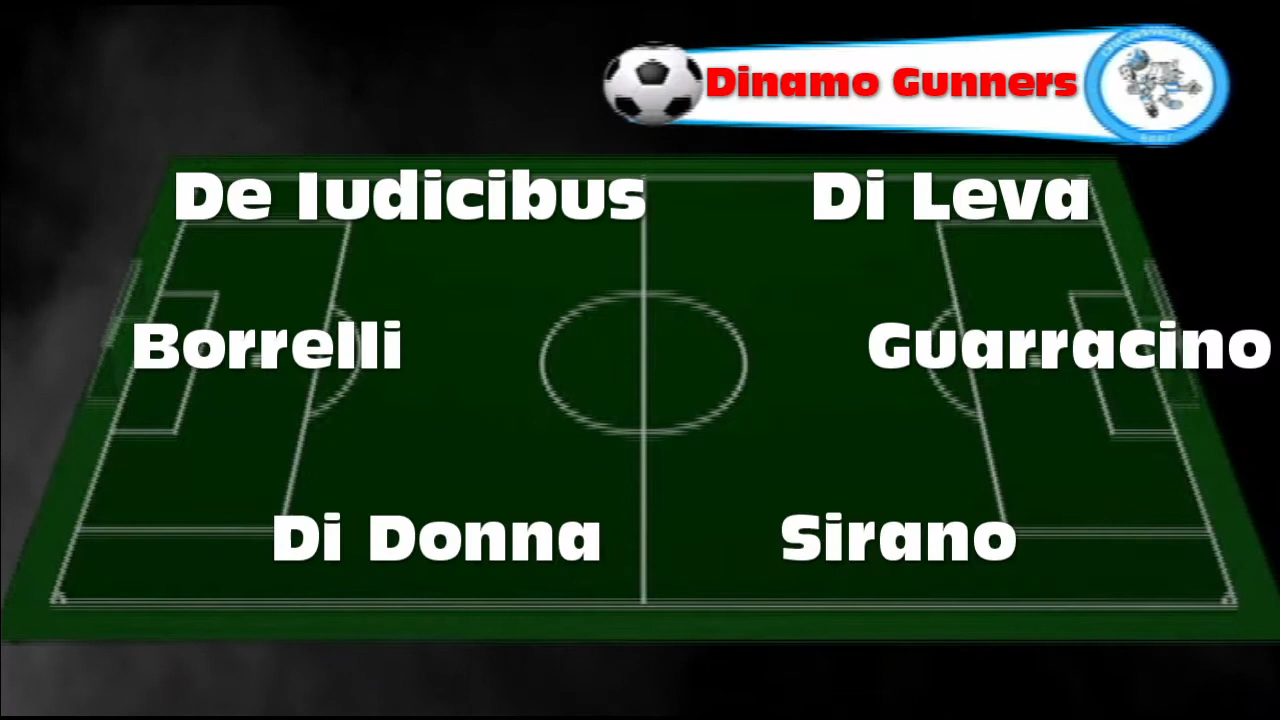 Dinamo Gunners
De Iudicibus
Di Leva
Borrelli
Guarracino
Di Donna
Sirano